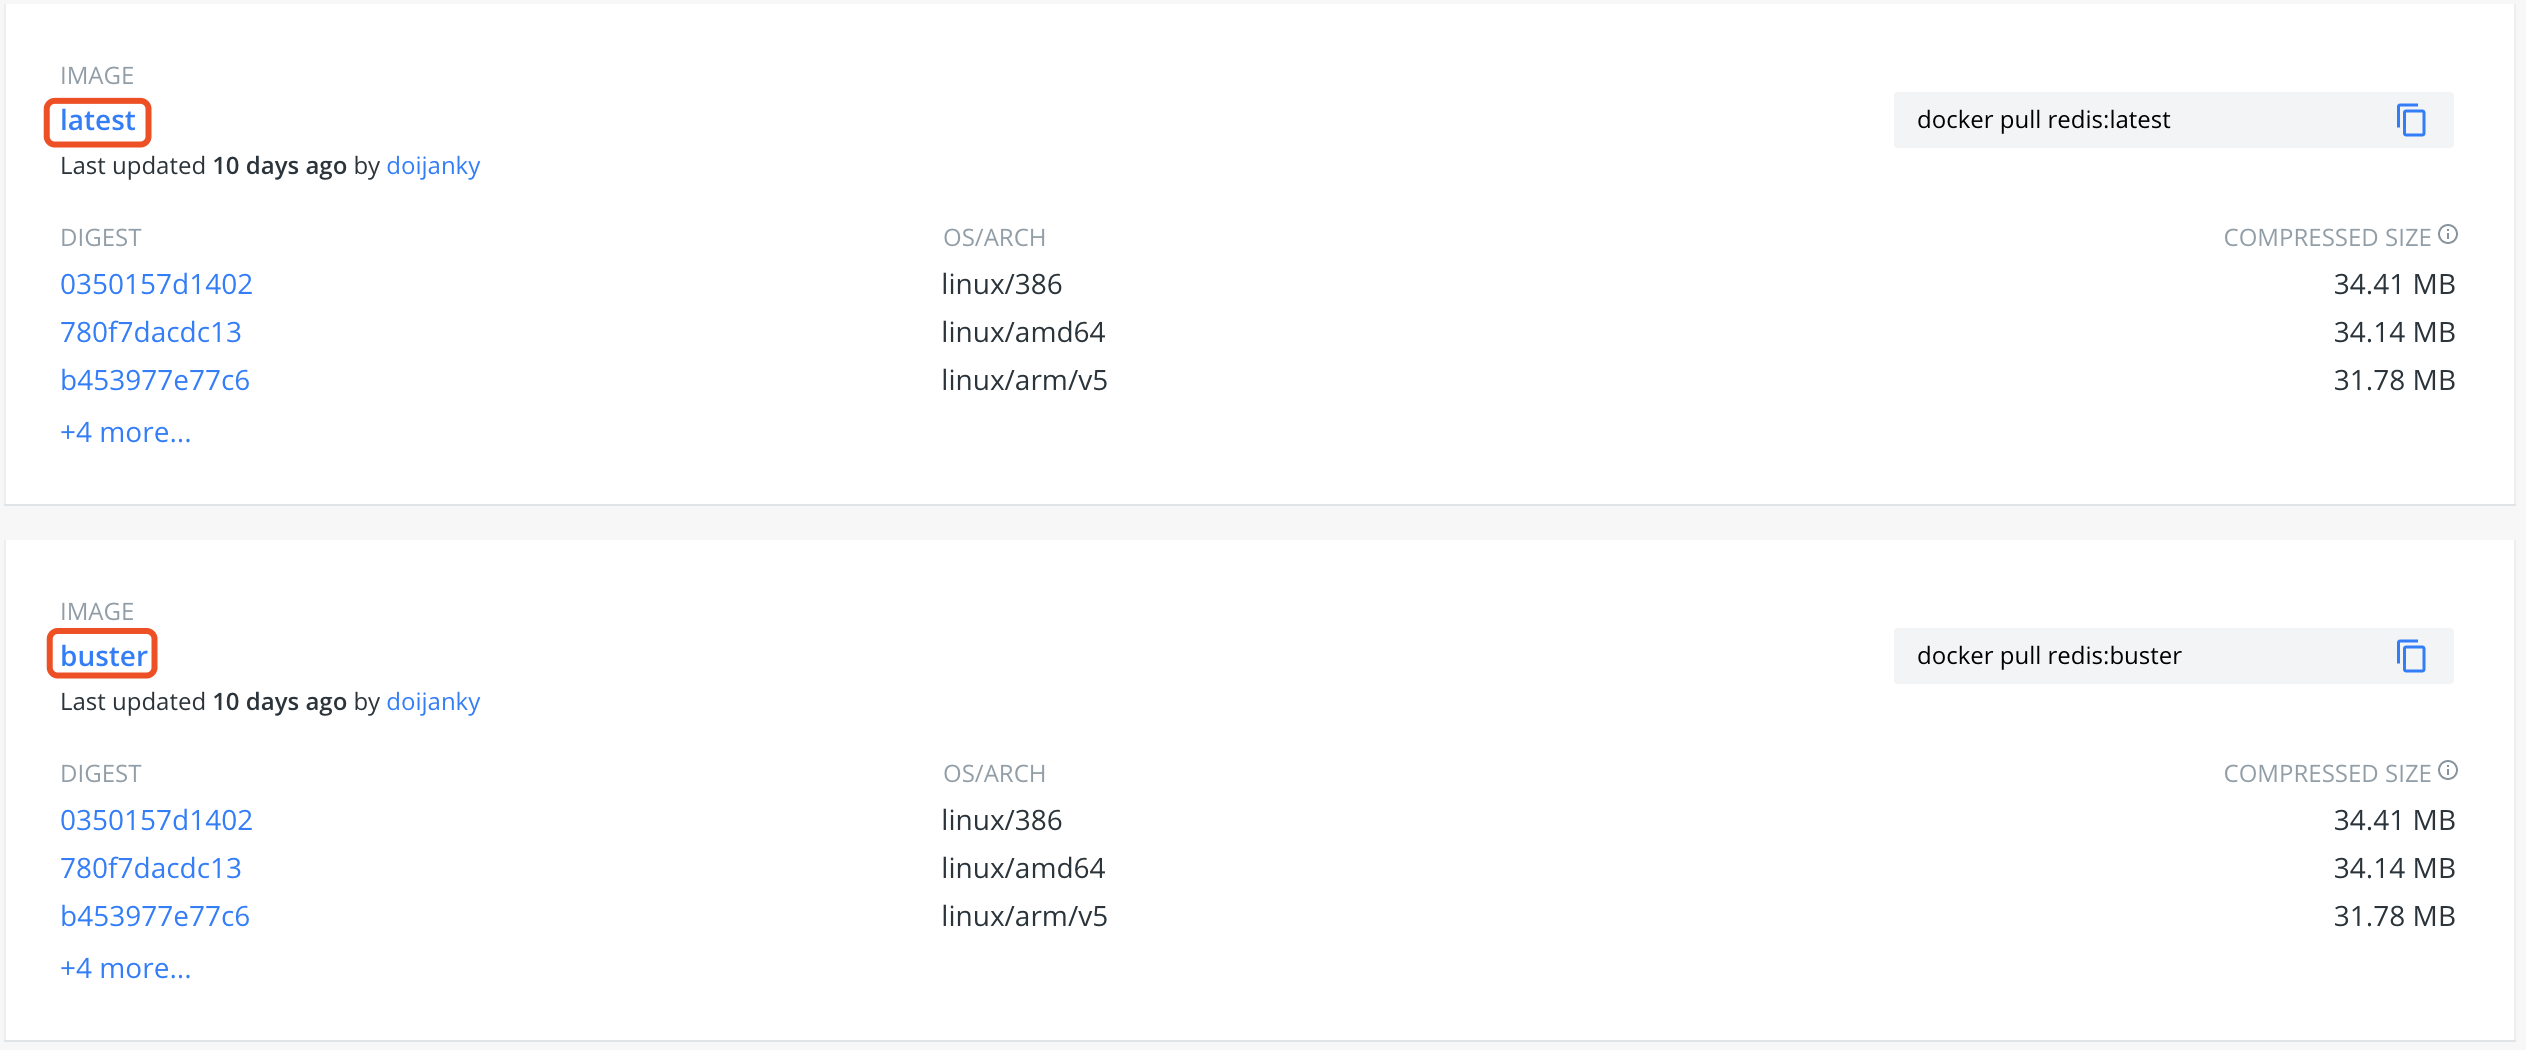 IMAGE
latest
docker pull redis:latest
Last updated 10 days ago by doijanky
DIGEST OS/ARCH COMPRESSED SIZE
0350157d1402 linux/386 34.41 MB
780f7dacdc13 linux/amd64 34.14 MB
b453977e77c6 linux/arm/v5 31.78 MB
+4 more...
IMAGE
buster
docker pull redis:buster
Last updated 10 days ago by doijanky
DIGEST OS/ARCH COMPRESSED SIZE
0350157d1402 linux/386 34.41 MB
780f7dacdc13 linux/amd64 34.14 MB
b453977e77c6 linux/arm/v5 31.78 MB
+4 more...